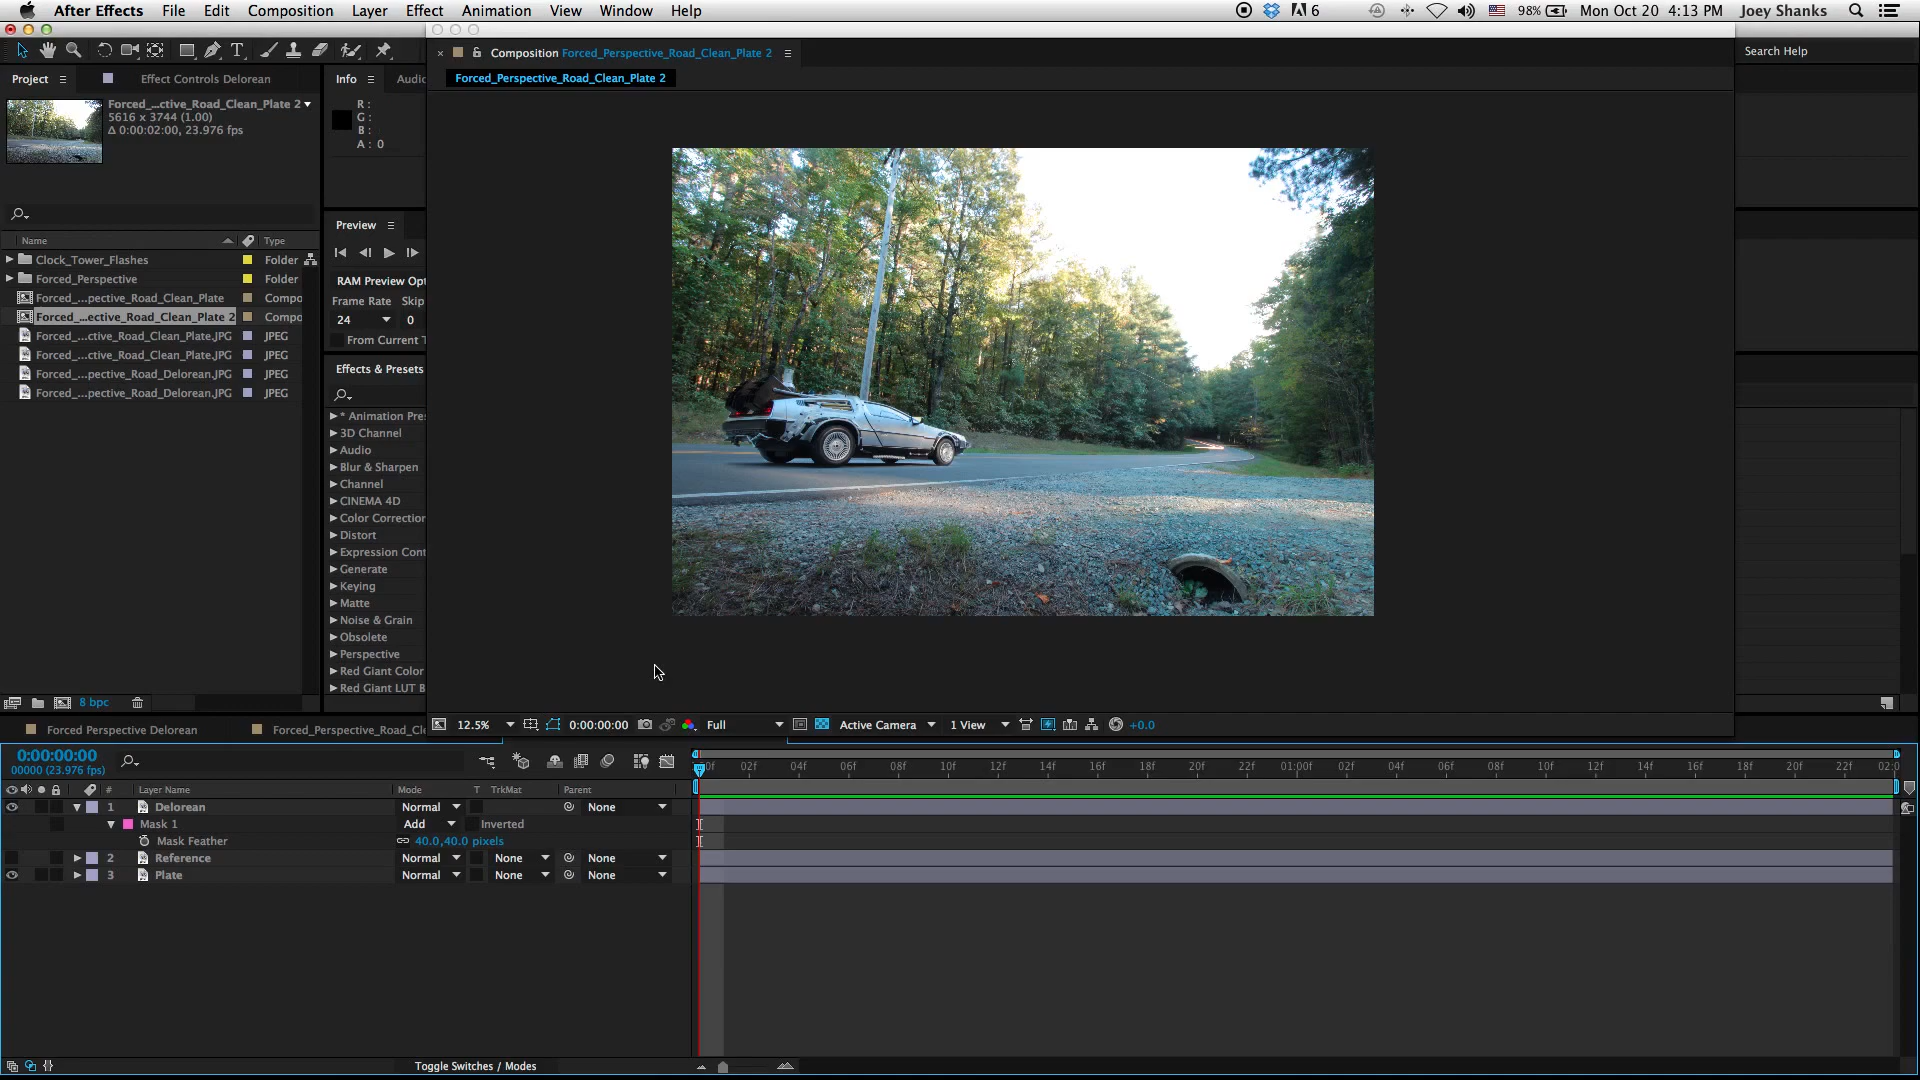 After Effects File Edit Composition Layer Effect Animation View Window Help
6 98% Mon Oct 20 4:13 PM Joey Shanks
T
Composition Forced_Perspective_Road_Clean_Plate 2
Search Help
Project Effect Controls Delorean Info Audio
Forced_Perspective_Road_Clean_Plate 2
Forced_...ctive_Road_Clean_Plate 2
5616 x 3744 (1.00)
Δ 0:00:02:00, 23.976 fps
R :
G :
B :
A : 0
Preview
Name Type
Clock_Tower_Flashes Folder
Forced_Perspective Folder
Forced_...pective_Road_Clean_Plate Compo
Forced_...ective_Road_Clean_Plate 2 Compo
Forced_...ctive_Road_Clean_Plate.JPG JPEG
Forced_...ctive_Road_Clean_Plate.JPG JPEG
Forced_...pective_Road_Delorean.JPG JPEG
Forced_...pective_Road_Delorean.JPG JPEG
RAM Preview Opt
Frame Rate Skip
24 0
From Current T
Effects & Presets
* Animation Pres
3D Channel
Audio
Blur & Sharpen
Channel
CINEMA 4D
Color Correction
Distort
Expression Cont
Generate
Keying
Matte
Noise & Grain
Obsolete
Perspective
Red Giant Color
Red Giant LUT B
8 bpc
12.5% 0:00:00:00 Full Active Camera 1 View +0.0
Forced Perspective Delorean Forced_Perspective_Road_Cle
0:00:00:00
00000 (23.976 fps)
00f 02f 04f 06f 08f 10f 12f 14f 16f 18f 20f 22f 01:00f 02f 04f 06f 08f 10f 12f 14f 16f 18f 20f 22f 02:0
# Layer Name Mode T TrkMat Parent
1 Delorean Normal None
Mask 1 Add Inverted
Mask Feather 40.0,40.0 pixels
2 Reference Normal None None
3 Plate Normal None None
Toggle Switches / Modes